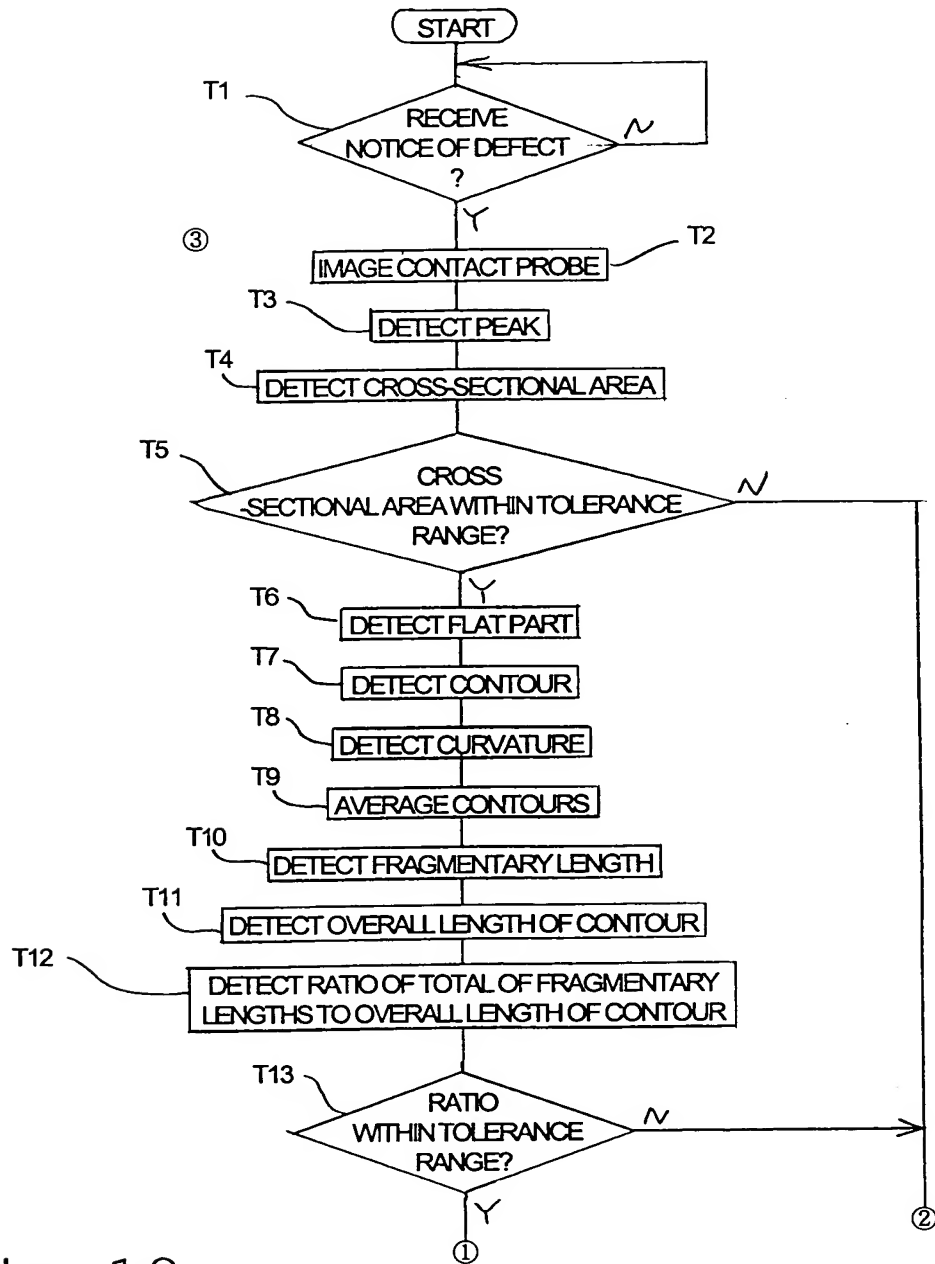 START
T1
RECEIVE
NOTICE OF DEFECT
?
N
Y
③
T2
IMAGE CONTACT PROBE
T3
DETECT PEAK
T4
DETECT CROSS-SECTIONAL AREA
T5
CROSS
-SECTIONAL AREA WITHIN TOLERANCE
RANGE?
N
Y
T6
DETECT FLAT PART
T7
DETECT CONTOUR
T8
DETECT CURVATURE
T9
AVERAGE CONTOURS
T10
DETECT FRAGMENTARY LENGTH
T11
DETECT OVERALL LENGTH OF CONTOUR
T12
DETECT RATIO OF TOTAL OF FRAGMENTARY
LENGTHS TO OVERALL LENGTH OF CONTOUR
T13
RATIO
WITHIN TOLERANCE
RANGE?
N
Y
①
②